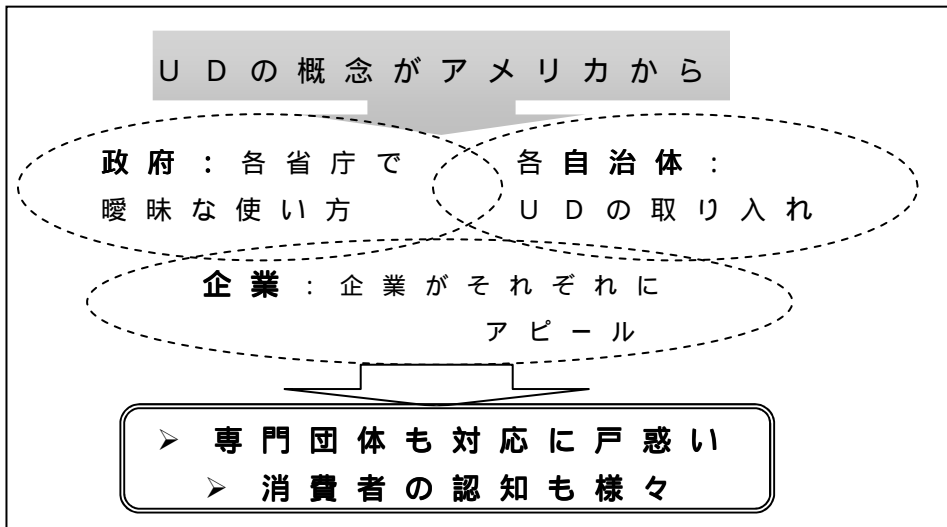 UDの概念がアメリカから
政府：各省庁で
曖昧な使い方
各自治体：
UDの取り入れ
企業：企業がそれぞれに
アピール
➢ 専門団体も対応に戸惑い
➢ 消費者の認知も様々